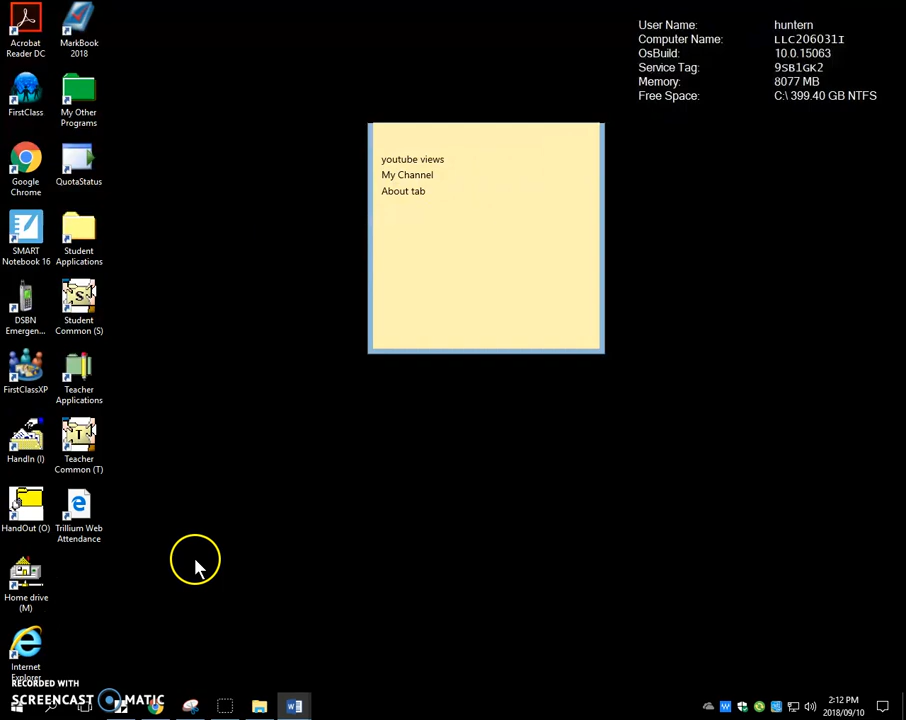 User Name: huntern
Computer Name: LLC206031I
OsBuild: 10.0.15063
Service Tag: 9SB1GK2
Memory: 8077 MB
Free Space: C:\ 399.40 GB NTFS
youtube views
My Channel
About tab
Acrobat
Reader DC
MarkBook
2018
FirstClass
My Other
Programs
Google
Chrome
QuotaStatus
SMART
Notebook 16
Student
Applications
DSBN
Emergen...
Student
Common (S)
FirstClassXP
Teacher
Applications
HandIn (I)
Teacher
Common (T)
HandOut (O)
Trillium Web
Attendance
Home drive
(M)
Internet
Explorer
RECORDED WITH
SCREENCAST MATIC
2:12 PM
2018/09/10